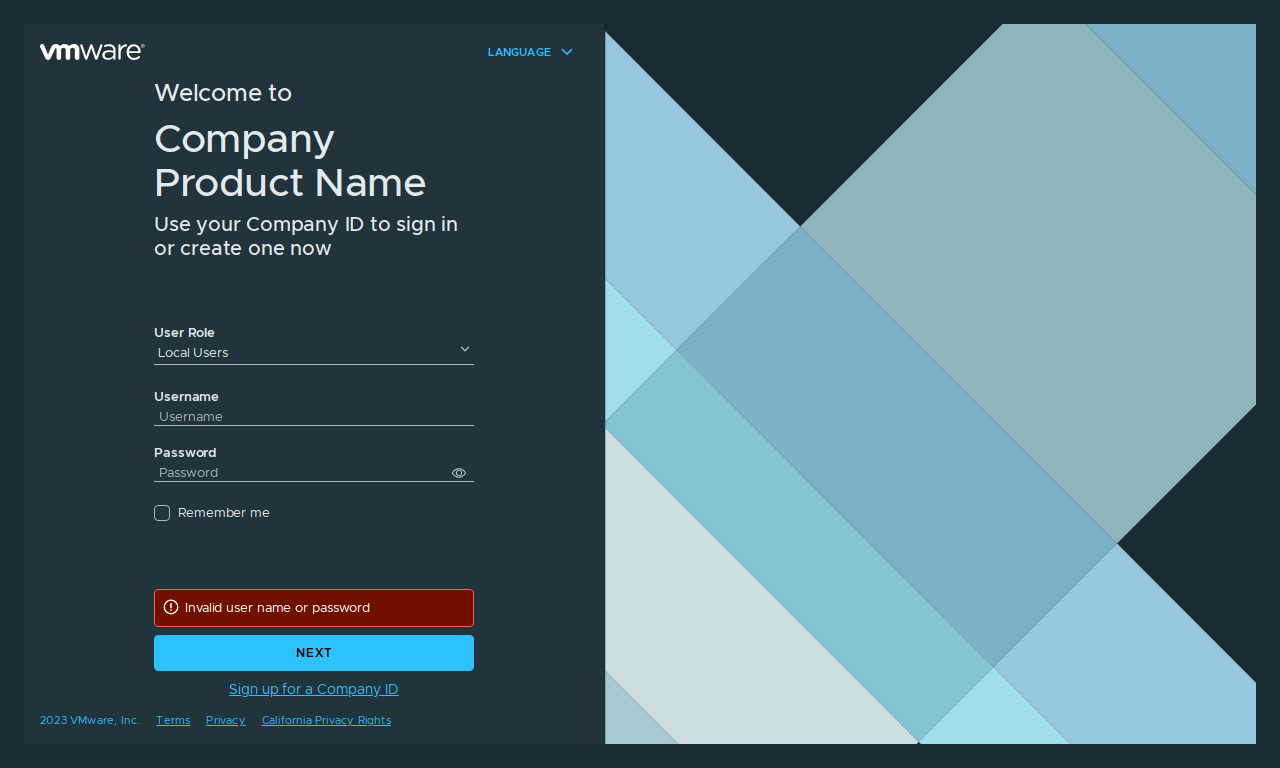 vmware®
LANGUAGE
Welcome to
Company
Product Name
Use your Company ID to sign in
or create one now
User Role
Local Users
Username
Username
Password
Password
Remember me
Invalid user name or password
NEXT
Sign up for a Company ID
2023 VMware, Inc. Terms Privacy California Privacy Rights